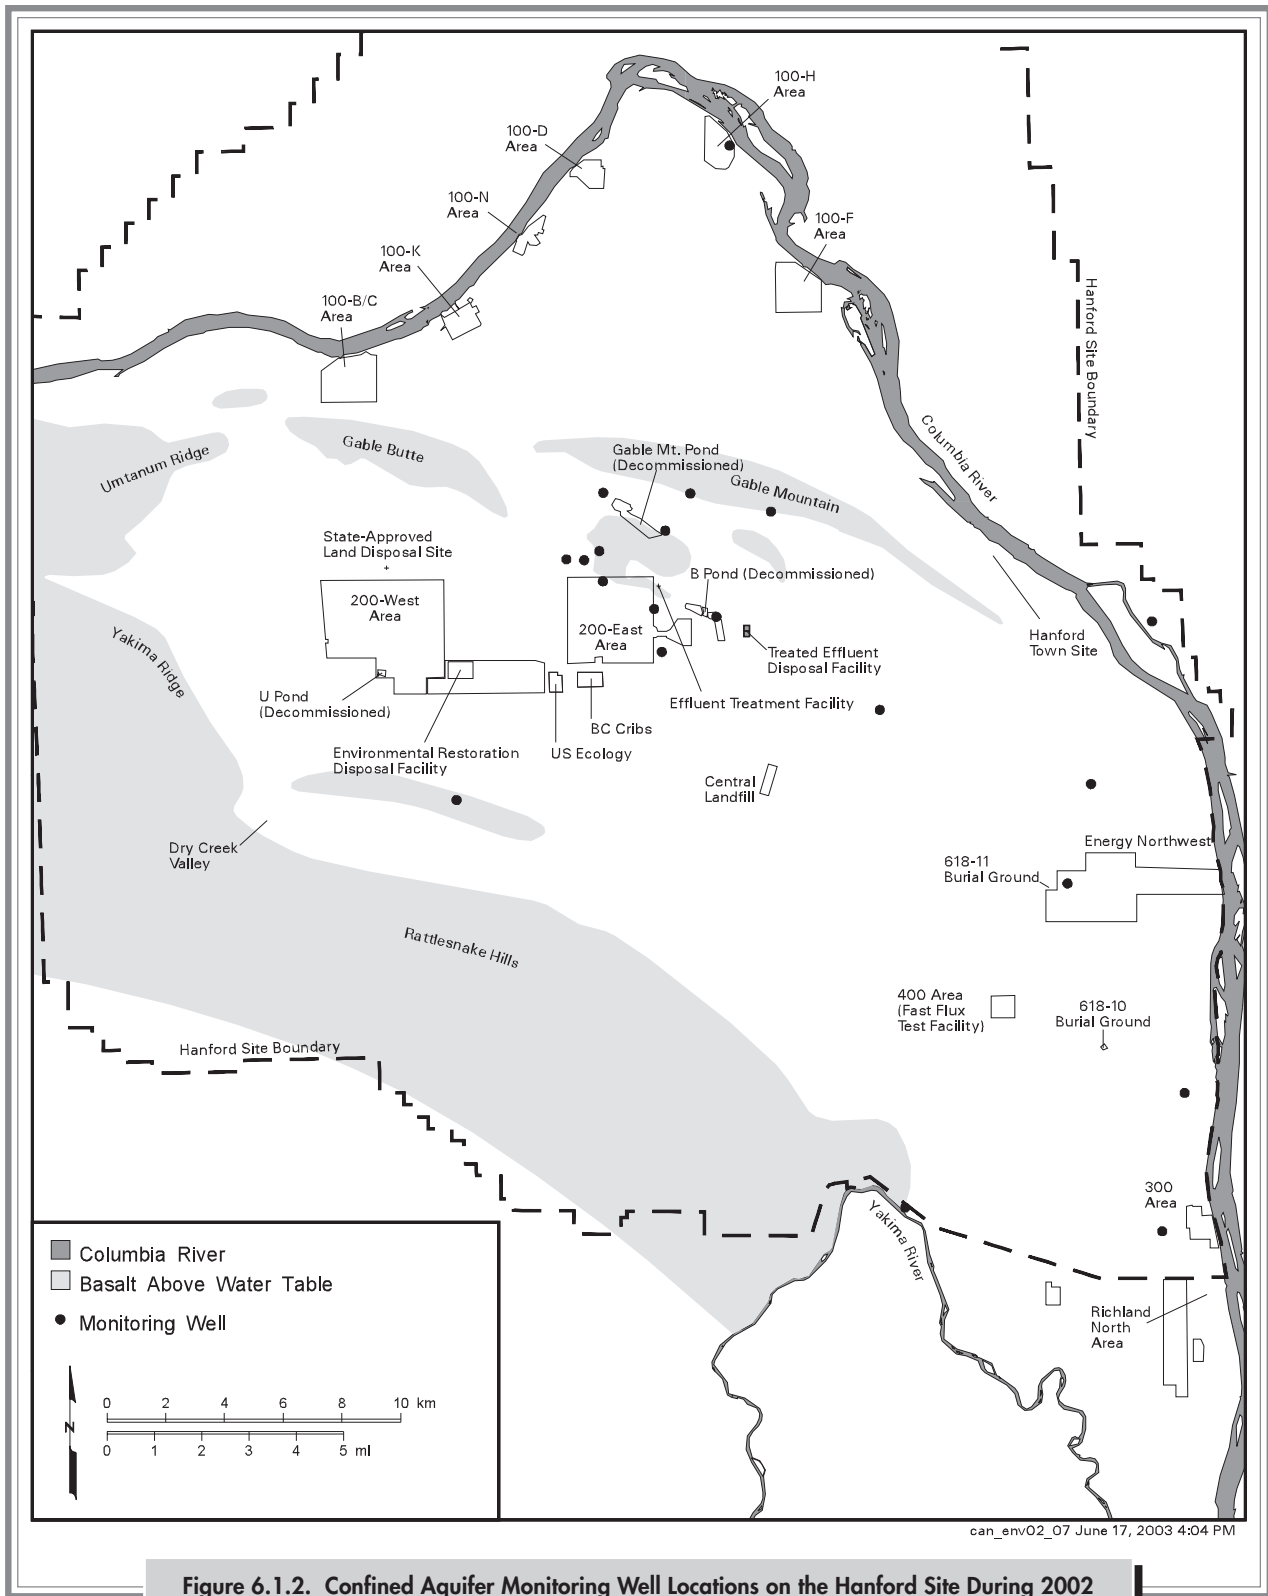 100-H
Area
100-D
Area
100-N
Area
100-F
Area
100-K
Area
100-B/C
Area
Hanford Site Boundary
Columbia River
Umtanum Ridge
Gable Butte
Gable Mt. Pond
(Decommissioned)
Gable Mountain
State-Approved
Land Disposal Site
B Pond (Decommissioned)
200-West
Area
200-East
Area
Hanford
Town Site
Yakima Ridge
Treated Effluent
Disposal Facility
U Pond
(Decommissioned)
Effluent Treatment Facility
BC Cribs
Environmental Restoration
Disposal Facility
US Ecology
Central
Landfill
Dry Creek
Valley
Energy Northwest
618-11
Burial Ground
Rattlesnake Hills
400 Area
(Fast Flux
Test Facility)
618-10
Burial Ground
Hanford Site Boundary
300
Area
Yakima River
Richland
North
Area
Columbia River
Basalt Above Water Table
Monitoring Well
N
0 2 4 6 8 10 km
0 1 2 3 4 5 mi
can_env02_07 June 17, 2003 4:04 PM
Figure 6.1.2. Confined Aquifer Monitoring Well Locations on the Hanford Site During 2002